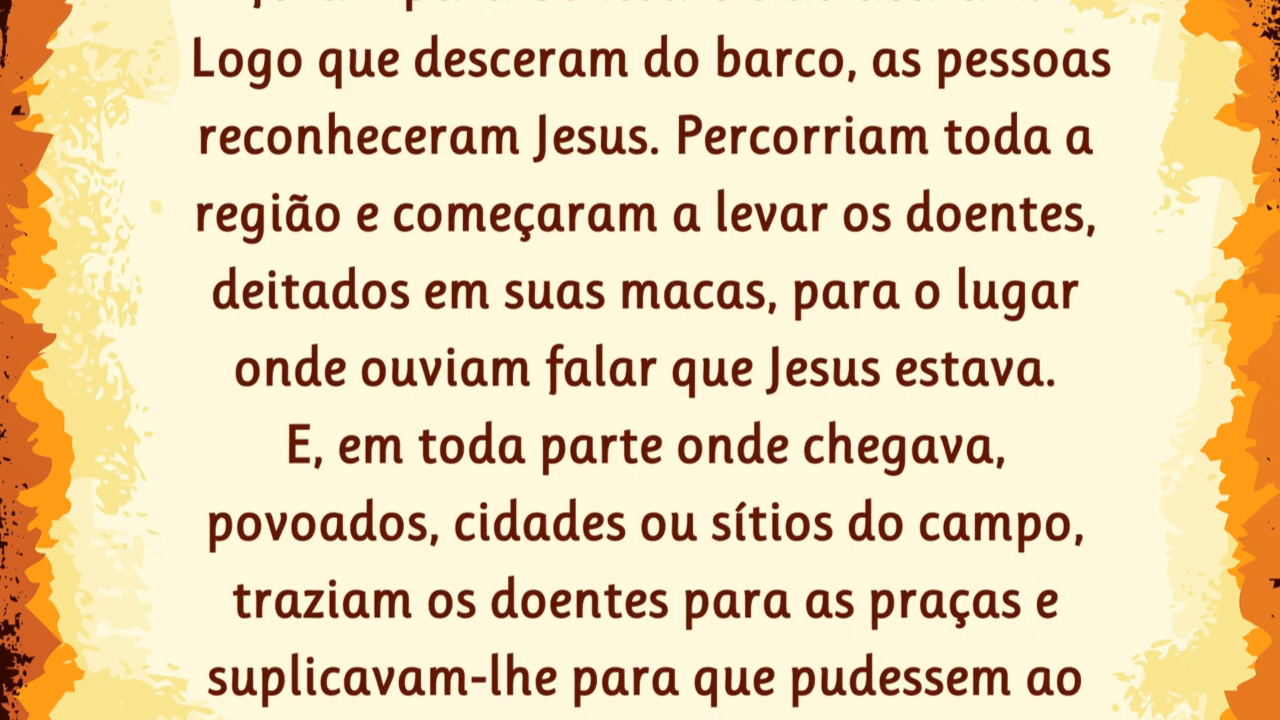 Logo que desceram do barco, as pessoas
reconheceram Jesus. Percorriam toda a
região e começaram a levar os doentes,
deitados em suas macas, para o lugar
onde ouviam falar que Jesus estava.
E, em toda parte onde chegava,
povoados, cidades ou sítios do campo,
traziam os doentes para as praças e
suplicavam-lhe para que pudessem ao